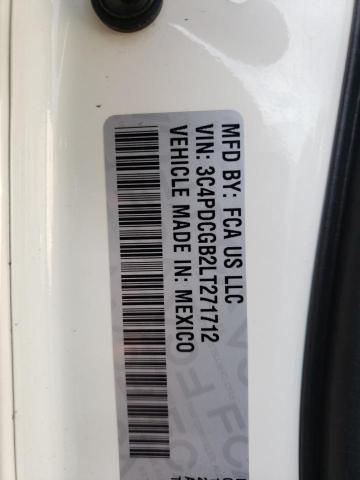 MFD BY: FCA US LLC
VIN: 3C4PDCGB2LT271712
VEHICLE MADE IN: MEXICO